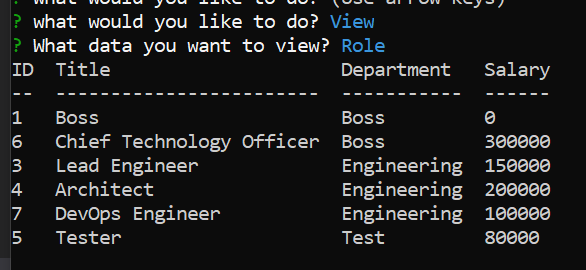 ? what would you like to do? (Use arrow keys)
? what would you like to do? View
? What data you want to view? Role
ID  Title                    Department   Salary
--  -----------------------  -----------  ------
1   Boss                     Boss         0
6   Chief Technology Officer  Boss         300000
3   Lead Engineer            Engineering  150000
4   Architect                Engineering  200000
7   DevOps Engineer          Engineering  100000
5   Tester                   Test         80000